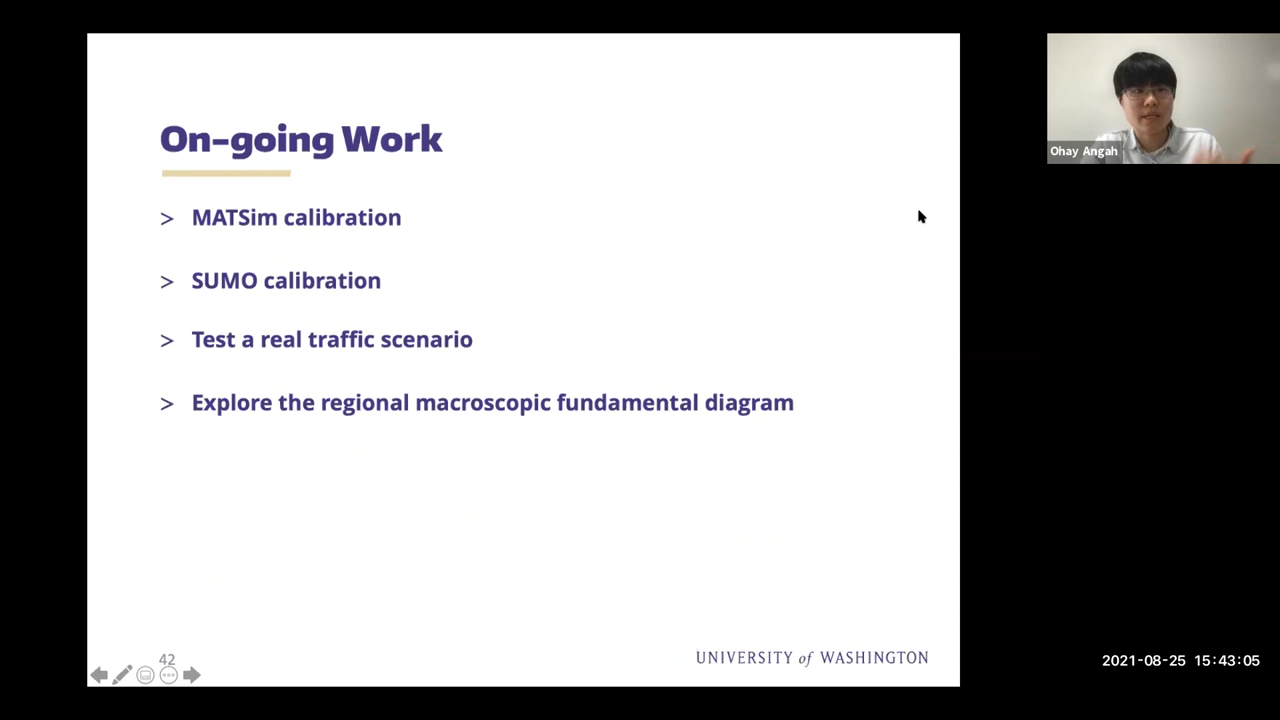 On-going Work
> MATSim calibration
> SUMO calibration
> Test a real traffic scenario
> Explore the regional macroscopic fundamental diagram
42
UNIVERSITY of WASHINGTON
Ohay Angah
2021-08-25 15:43:05